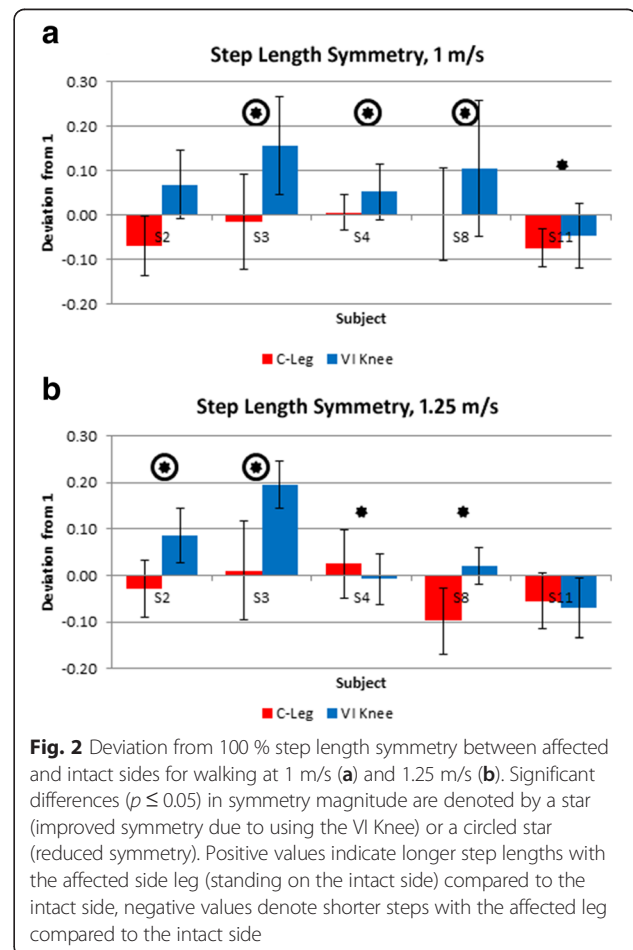 a
Step Length Symmetry, 1 m/s
0.30
0.20
0.10
0.00
-0.10
-0.20
Deviation from 1
S2 S3 S4 S8 S11
Subject
C-Leg VI Knee
b
Step Length Symmetry, 1.25 m/s
0.30
0.20
0.10
0.00
-0.10
-0.20
Deviation from 1
S2 S3 S4 S8 S11
Subject
C-Leg VI Knee
Fig. 2 Deviation from 100 % step length symmetry between affected
and intact sides for walking at 1 m/s (a) and 1.25 m/s (b). Significant
differences (p ≤ 0.05) in symmetry magnitude are denoted by a star
(improved symmetry due to using the VI Knee) or a circled star
(reduced symmetry). Positive values indicate longer step lengths with
the affected side leg (standing on the intact side) compared to the
intact side, negative values denote shorter steps with the affected leg
compared to the intact side